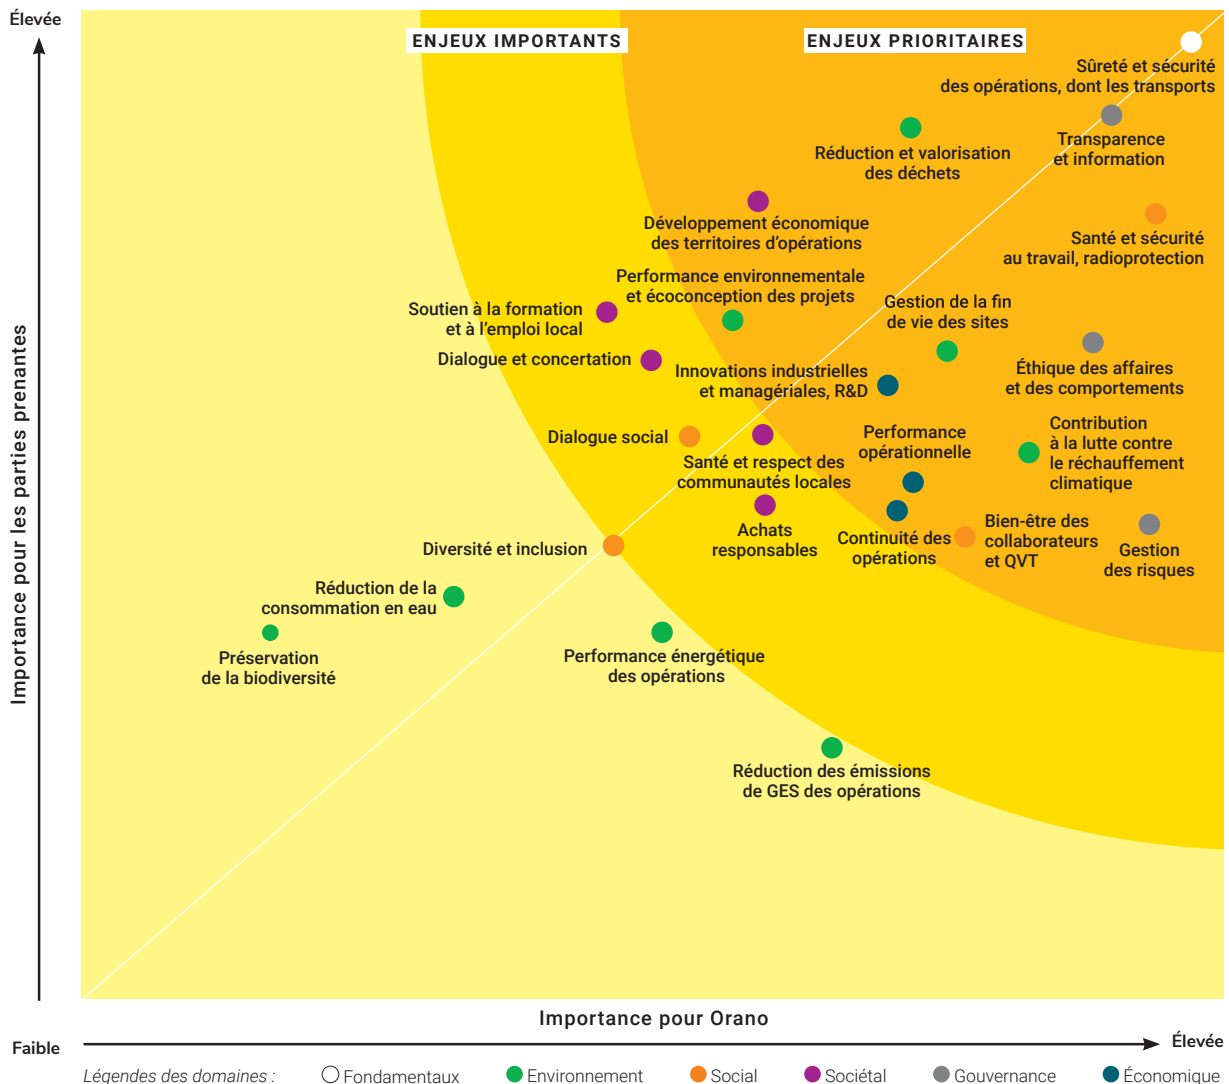 Élevée
ENJEUX IMPORTANTS
ENJEUX PRIORITAIRES
Sûreté et sécurité
des opérations, dont les transports
Transparence
et information
Réduction et valorisation
des déchets
Développement économique
des territoires d'opérations
Santé et sécurité
au travail, radioprotection
Performance environnementale
et écoconception des projets
Gestion de la fin
de vie des sites
Soutien à la formation
et à l'emploi local
Dialogue et concertation
Innovations industrielles
et managériales, R&D
Éthique des affaires
et des comportements
Dialogue social
Performance
opérationnelle
Contribution
à la lutte contre
le réchauffement
climatique
Santé et respect des
communautés locales
Achats
responsables
Continuité des
opérations
Bien-être des
collaborateurs
et QVT
Gestion
des risques
Diversité et inclusion
Réduction de la
consommation en eau
Préservation
de la biodiversité
Performance énergétique
des opérations
Réduction des émissions
de GES des opérations
Importance pour les parties prenantes
Importance pour Orano
Faible
Élevée
Légendes des domaines :
Fondamentaux
Environnement
Social
Sociétal
Gouvernance
Économique